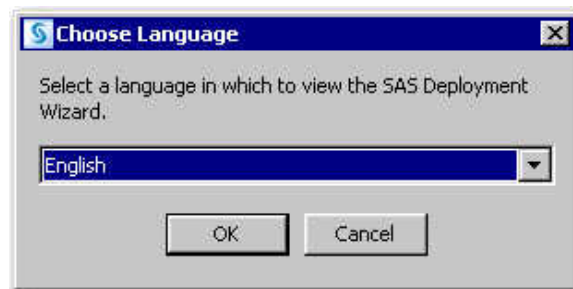 Choose Language
Select a language in which to view the SAS Deployment
Wizard.
English
OK
Cancel